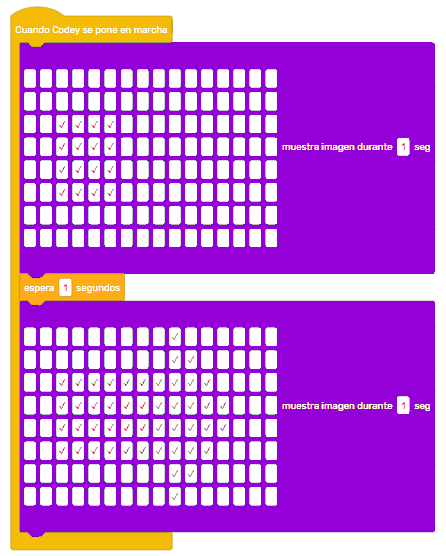 Cuando Codey se pone en marcha
muestra imagen durante 1 seg
espera 1 segundos
muestra imagen durante 1 seg